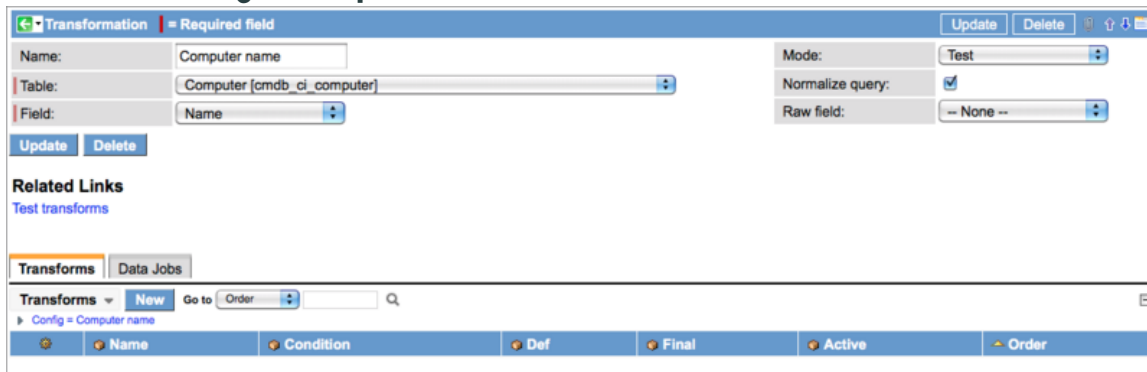 Transformation = Required field Update Delete
Name: Computer name Mode: Test
Table: Computer [cmdb_ci_computer] Normalize query:
Field: Name Raw field: -- None --
Update Delete
Related Links
Test transforms
Transforms Data Jobs
Transforms New Go to Order
Config = Computer name
Name Condition Def Final Active Order